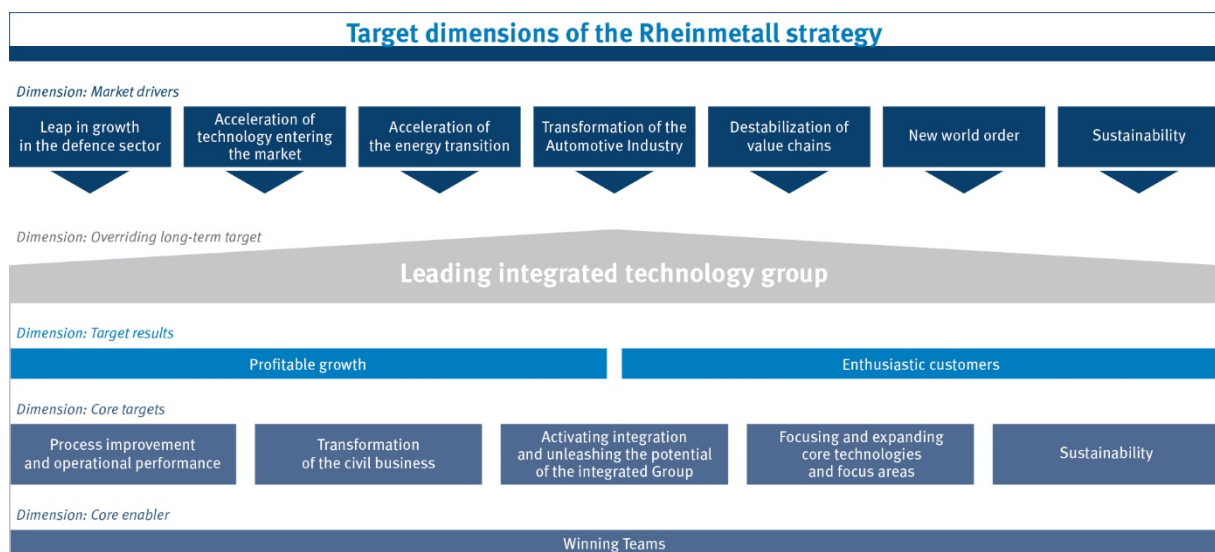 Target dimensions of the Rheinmetall strategy
Dimension: Market drivers
Leap in growth
in the defence sector
Acceleration of
technology entering
the market
Acceleration of
the energy transition
Transformation of the
Automotive Industry
Destabilization of
value chains
New world order
Sustainability
Dimension: Overriding long-term target
Leading integrated technology group
Dimension: Target results
Profitable growth
Enthusiastic customers
Dimension: Core targets
Process improvement
and operational performance
Transformation
of the civil business
Activating integration
and unleashing the potential
of the integrated Group
Focusing and expanding
core technologies
and focus areas
Sustainability
Dimension: Core enabler
Winning Teams